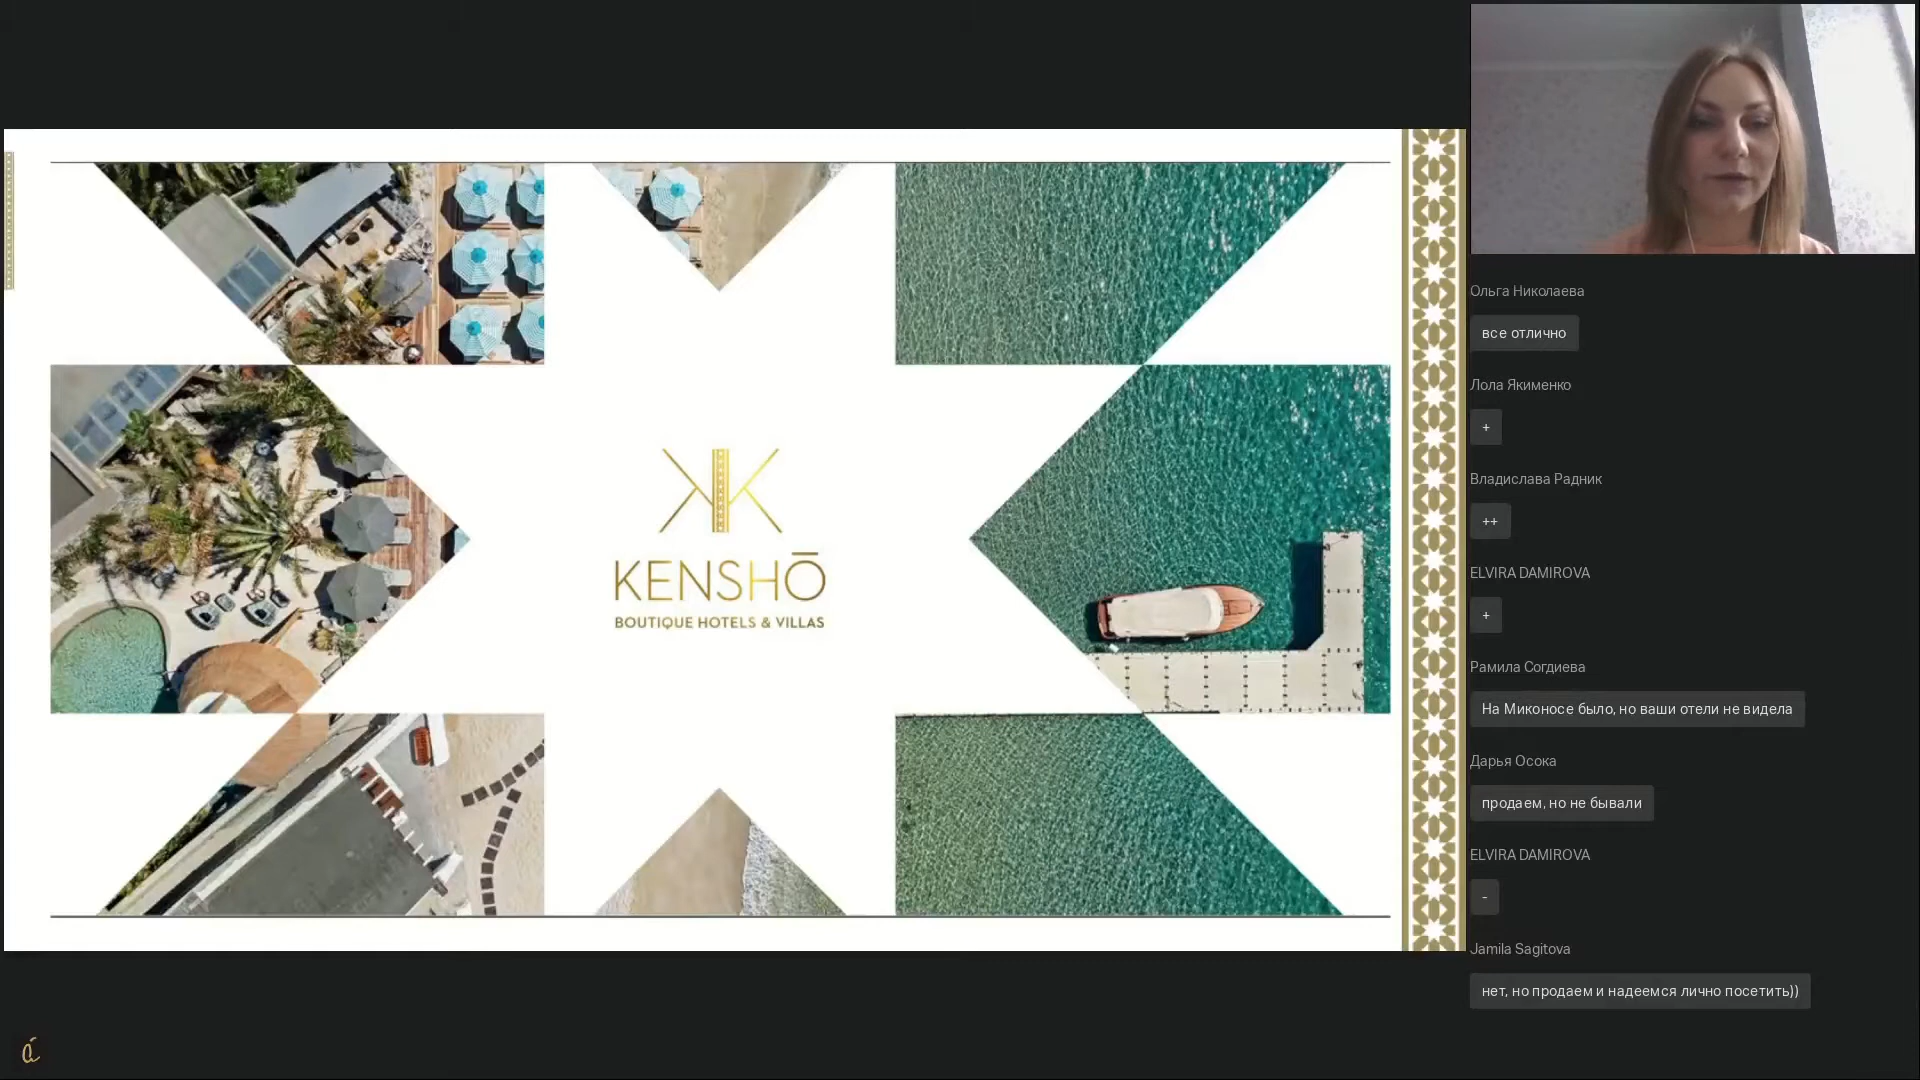 KENSHŌ
BOUTIQUE HOTELS & VILLAS
Ольга Николаева
все отлично
Лола Якименко
+
Владислава Радник
++
ELVIRA DAMIROVA
+
Рамила Согдиева
На Миконосе было, но ваши отели не видела
Дарья Осока
продаем, но не бывали
ELVIRA DAMIROVA
-
Jamila Sagitova
нет, но продаем и надеемся лично посетить))
á